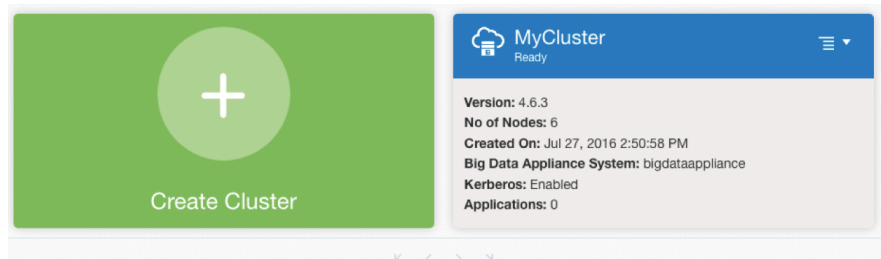 Create Cluster
MyCluster
Ready
Version: 4.6.3
No of Nodes: 6
Created On: Jul 27, 2016 2:50:58 PM
Big Data Appliance System: bigdataappliance
Kerberos: Enabled
Applications: 0